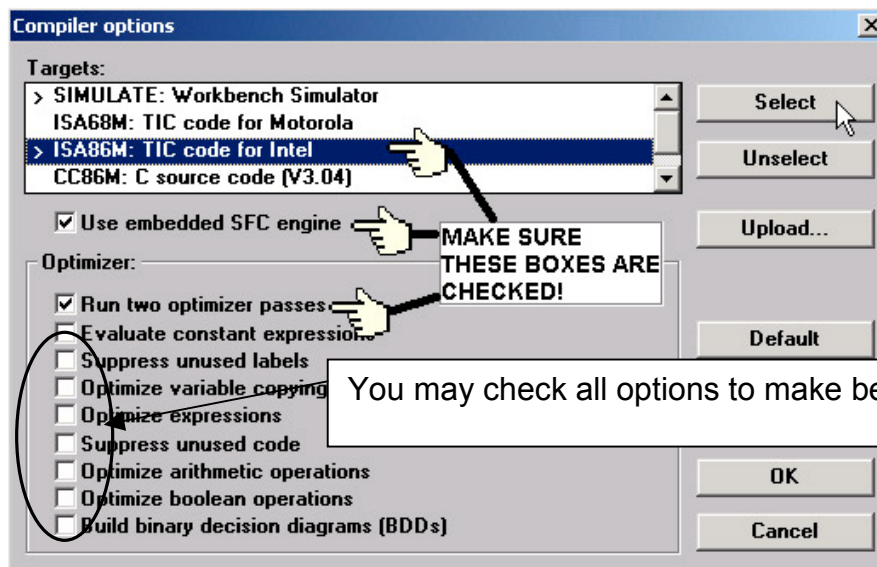 Compiler options
Targets:
> SIMULATE: Workbench Simulator
ISA68M: TIC code for Motorola
> ISA86M: TIC code for Intel
CC86M: C source code (V3.04)
Select
Unselect
Upload...
Use embedded SFC engine
MAKE SURE
THESE BOXES ARE
CHECKED!
Optimizer:
Run two optimizer passes
Evaluate constant expressions
Suppress unused labels
Optimize variable copying
Optimize expressions
Suppress unused code
Optimize arithmetic operations
Optimize boolean operations
Build binary decision diagrams (BDDs)
You may check all options to make be
Default
OK
Cancel